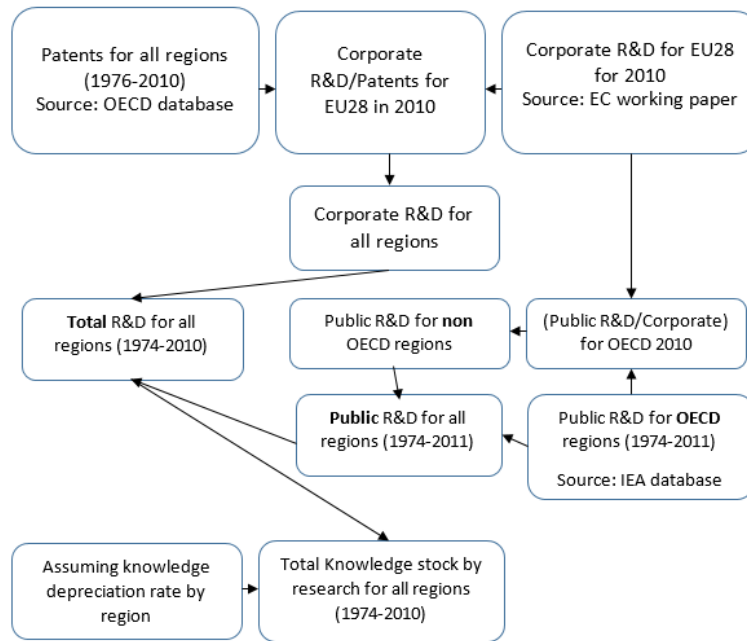 Patents for all regions
(1976-2010)
Source: OECD database
Corporate
R&D/Patents for
EU28 in 2010
Corporate R&D for EU28
for 2010
Source: EC working paper
Corporate R&D for
all regions
Total R&D for all
regions (1974-2010)
Public R&D for non
OECD regions
(Public R&D/Corporate)
for OECD 2010
Public R&D for all
regions (1974-2011)
Public R&D for OECD
regions (1974-2011)
Source: IEA database
Assuming knowledge
depreciation rate by
region
Total Knowledge stock by
research for all regions
(1974-2010)